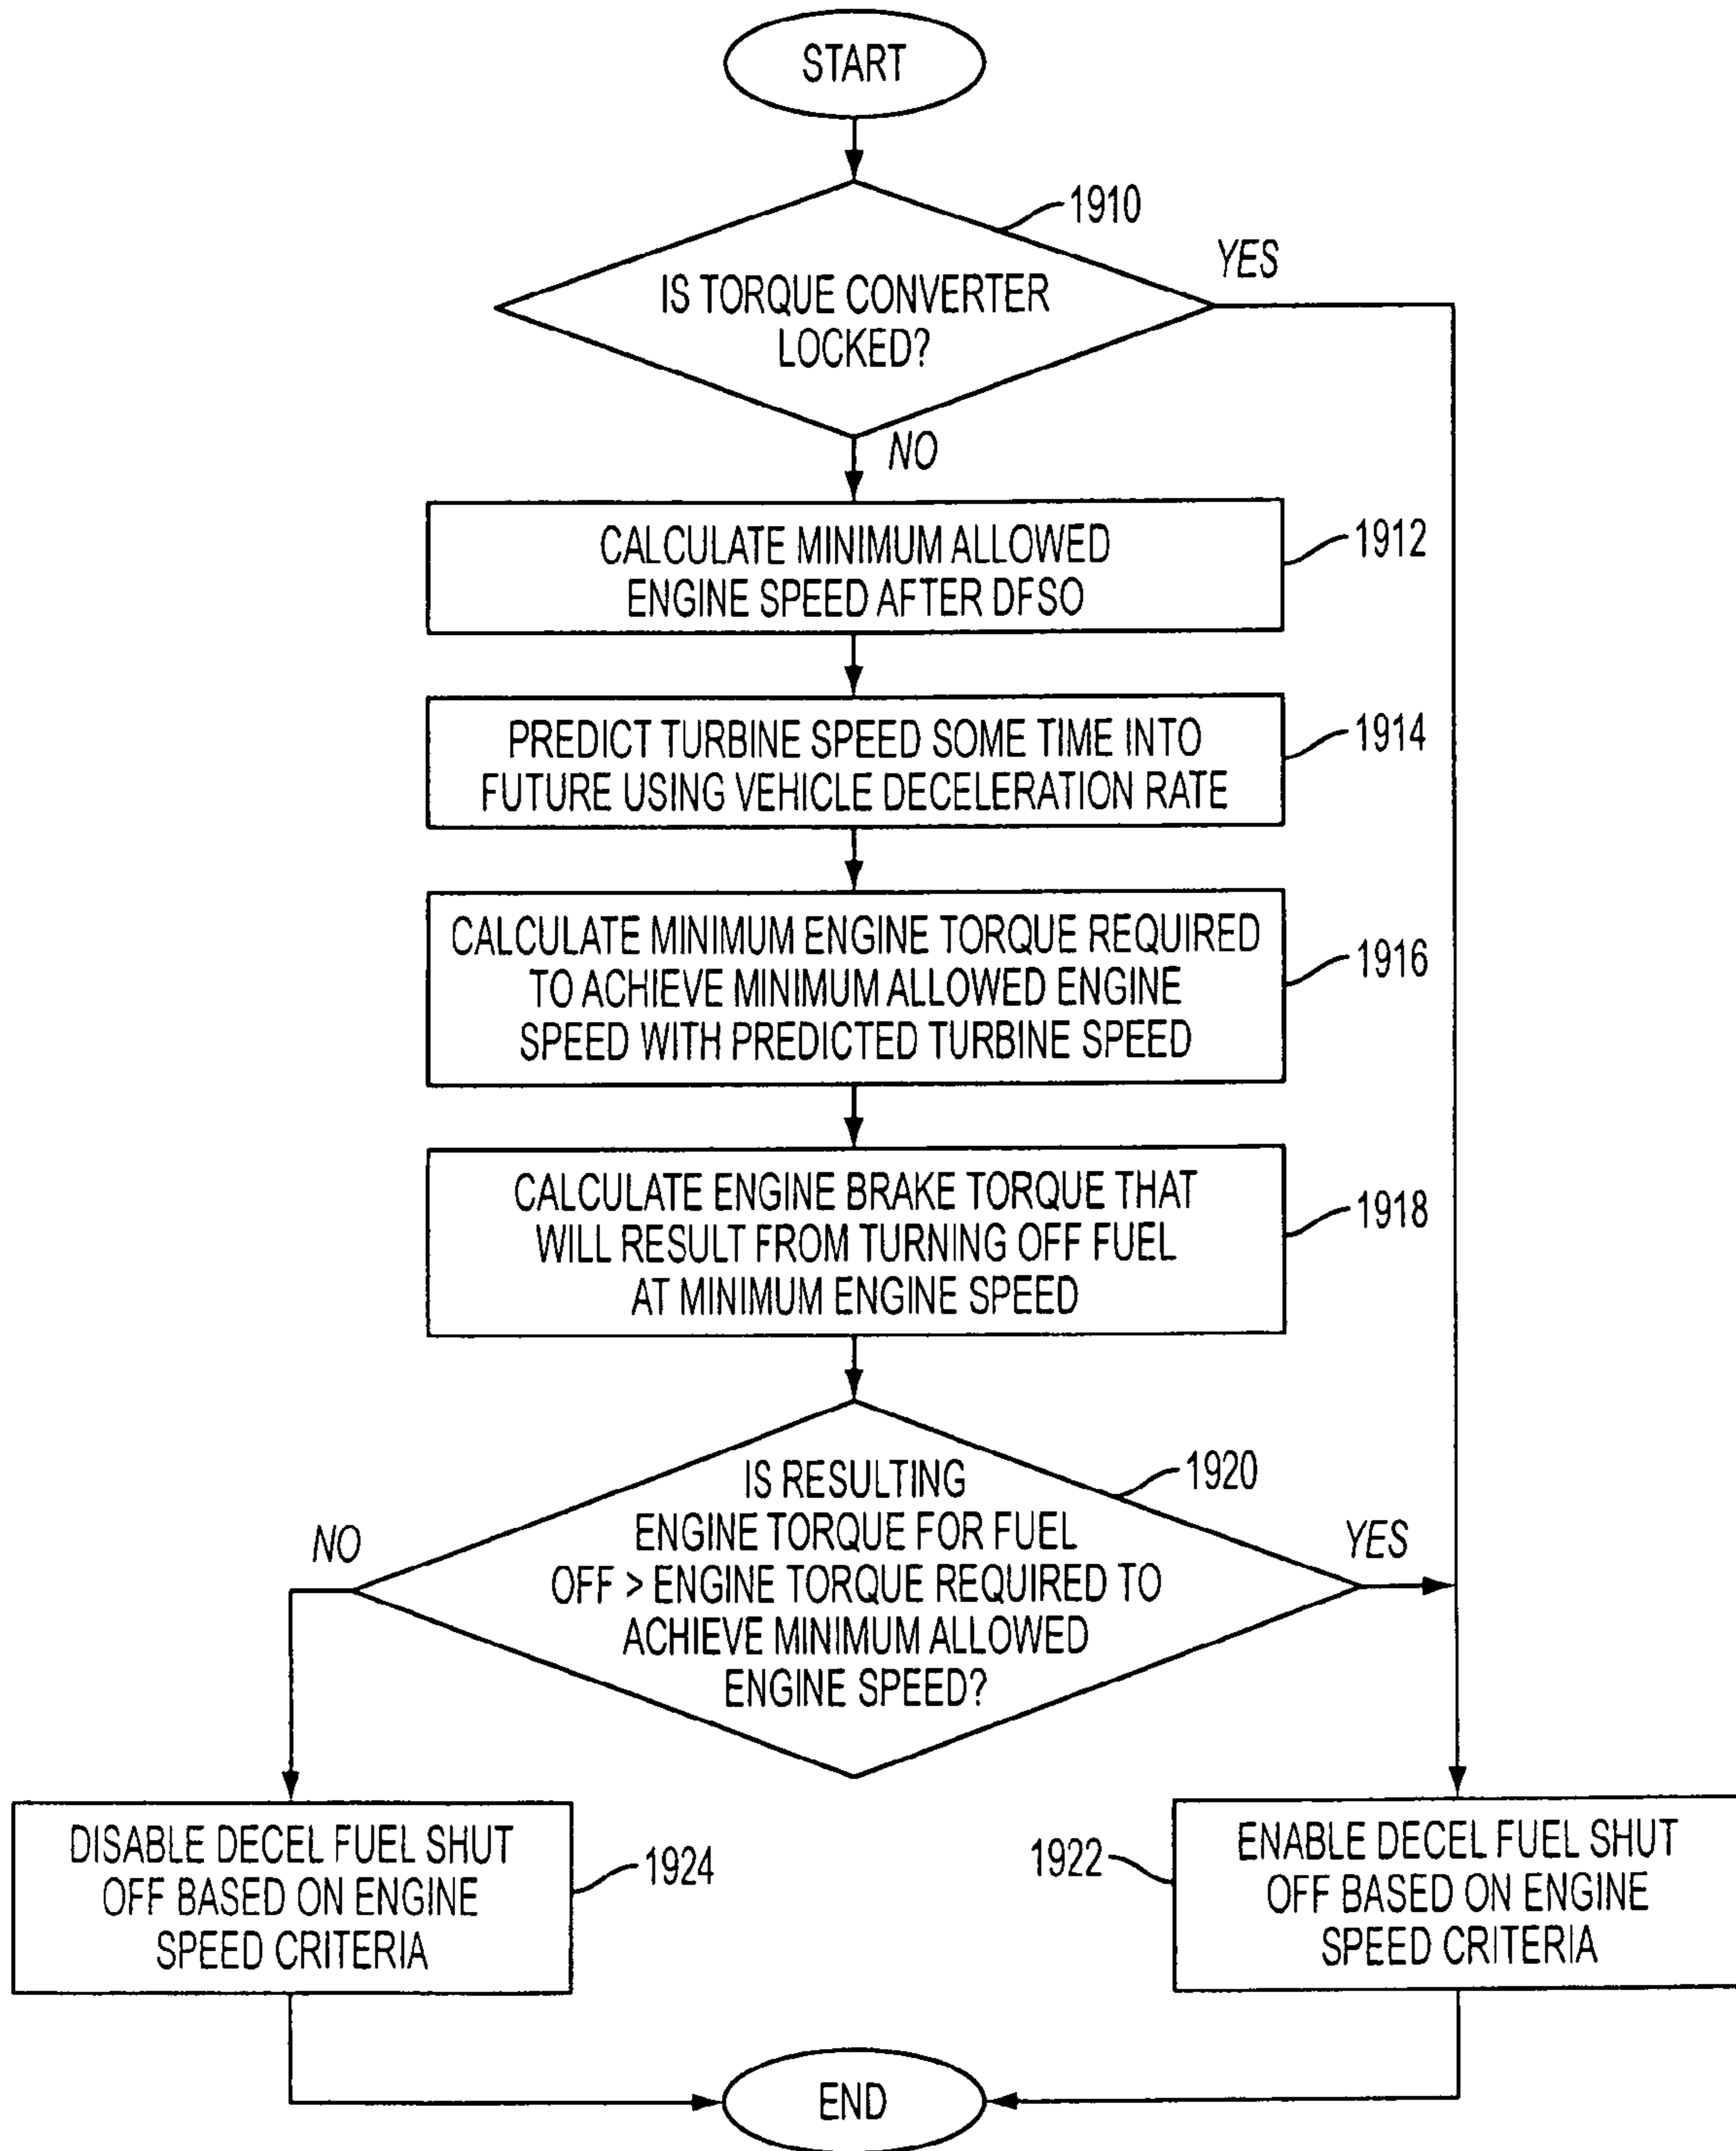 START
1910
YES
IS TORQUE CONVERTER
LOCKED?
NO
CALCULATE MINIMUM ALLOWED
ENGINE SPEED AFTER DFSO
1912
PREDICT TURBINE SPEED SOME TIME INTO
FUTURE USING VEHICLE DECELERATION RATE
1914
CALCULATE MINIMUM ENGINE TORQUE REQUIRED
TO ACHIEVE MINIMUM ALLOWED ENGINE
SPEED WITH PREDICTED TURBINE SPEED
1916
CALCULATE ENGINE BRAKE TORQUE THAT
WILL RESULT FROM TURNING OFF FUEL
AT MINIMUM ENGINE SPEED
1918
IS RESULTING
ENGINE TORQUE FOR FUEL
OFF > ENGINE TORQUE REQUIRED TO
ACHIEVE MINIMUM ALLOWED
ENGINE SPEED?
1920
NO
YES
DISABLE DECEL FUEL SHUT
OFF BASED ON ENGINE
SPEED CRITERIA
1924
1922
ENABLE DECEL FUEL SHUT
OFF BASED ON ENGINE
SPEED CRITERIA
END